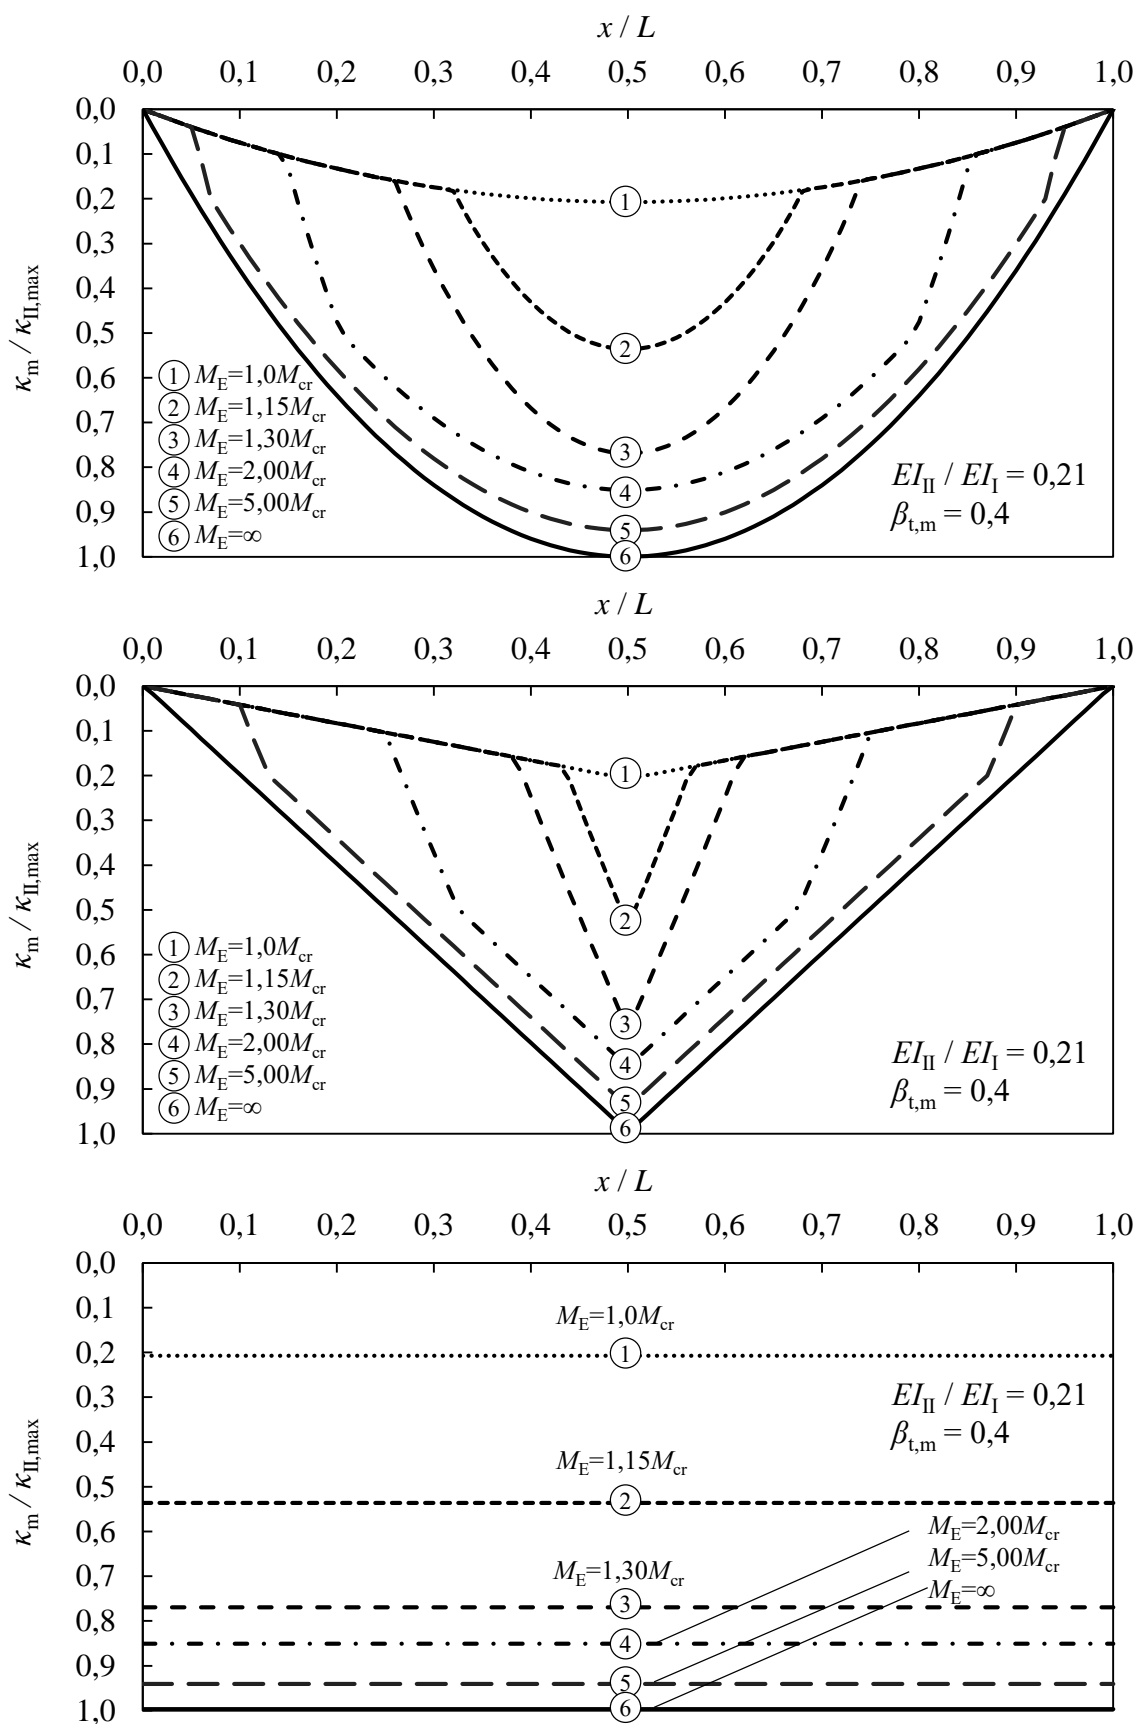 x / L
0,0 0,1 0,2 0,3 0,4 0,5 0,6 0,7 0,8 0,9 1,0
0,0
0,1
0,2
0,3
0,4
0,5
0,6
0,7
0,8
0,9
1,0
κm / κII,max
1
2
3
4
5
6
1 ME=1,0Mcr
2 ME=1,15Mcr
3 ME=1,30Mcr
4 ME=2,00Mcr
5 ME=5,00Mcr
6 ME=∞
EIII / EII = 0,21
βt,m = 0,4
x / L
0,0 0,1 0,2 0,3 0,4 0,5 0,6 0,7 0,8 0,9 1,0
0,0
0,1
0,2
0,3
0,4
0,5
0,6
0,7
0,8
0,9
1,0
κm / κII,max
1
2
3
4
5
6
1 ME=1,0Mcr
2 ME=1,15Mcr
3 ME=1,30Mcr
4 ME=2,00Mcr
5 ME=5,00Mcr
6 ME=∞
EIII / EII = 0,21
βt,m = 0,4
x / L
0,0 0,1 0,2 0,3 0,4 0,5 0,6 0,7 0,8 0,9 1,0
0,0
0,1
0,2
0,3
0,4
0,5
0,6
0,7
0,8
0,9
1,0
κm / κII,max
ME=1,0Mcr
1
EIII / EII = 0,21
βt,m = 0,4
ME=1,15Mcr
2
ME=2,00Mcr
ME=5,00Mcr
ME=∞
ME=1,30Mcr
3
4
5
6